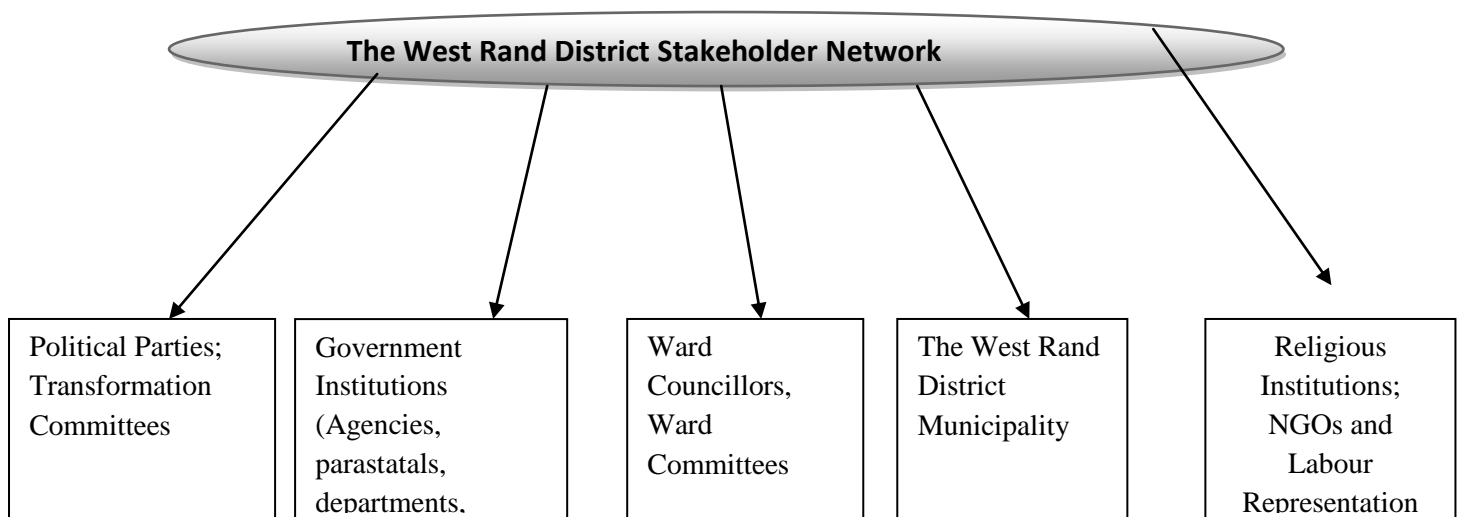 The West Rand District Stakeholder Network
Political Parties;
Transformation
Committees
Government
Institutions
(Agencies,
parastatals,
departments,
Ward
Councillors,
Ward
Committees
The West Rand
District
Municipality
Religious
Institutions;
NGOs and
Labour
Representation